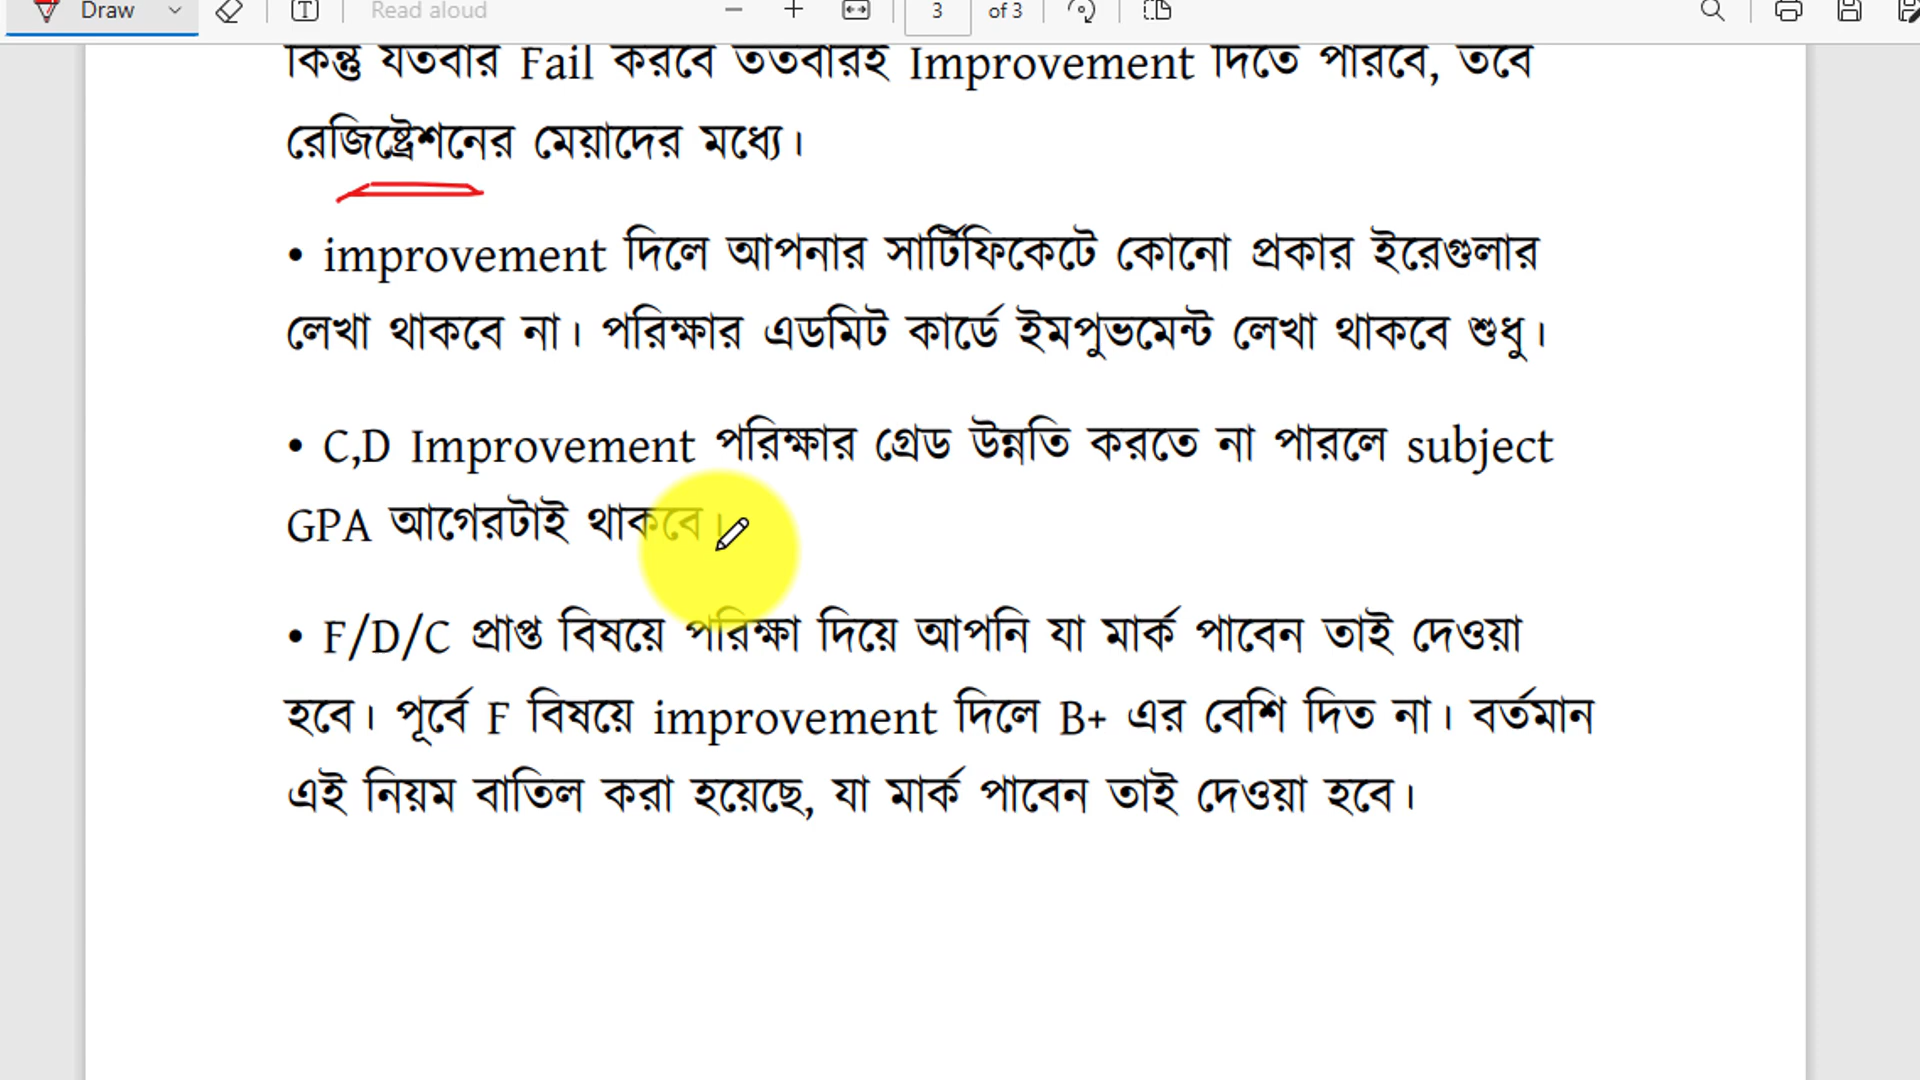 Draw Read aloud 3 of 3
কিন্তু যতবার Fail করবে ততবারই Improvement দিতে পারবে, তবে
রেজিষ্ট্রেশনের মেয়াদের মধ্যে।
• improvement দিলে আপনার সার্টিফিকেটে কোনো প্রকার ইরেগুলার
লেখা থাকবে না। পরিক্ষার এডমিট কার্ডে ইমপুভমেন্ট লেখা থাকবে শুধু।
• C,D Improvement পরিক্ষার গ্রেড উন্নতি করতে না পারলে subject
GPA আগেরটাই থাকবে।
• F/D/C প্রাপ্ত বিষয়ে পরিক্ষা দিয়ে আপনি যা মার্ক পাবেন তাই দেওয়া
হবে। পূর্বে F বিষয়ে improvement দিলে B+ এর বেশি দিত না। বর্তমান
এই নিয়ম বাতিল করা হয়েছে, যা মার্ক পাবেন তাই দেওয়া হবে।